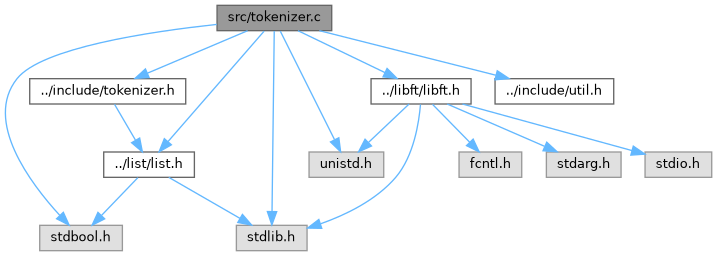 src/tokenizer.c
../include/tokenizer.h
../libft/libft.h
../include/util.h
../list/list.h
unistd.h
fcntl.h
stdarg.h
stdio.h
stdbool.h
stdlib.h